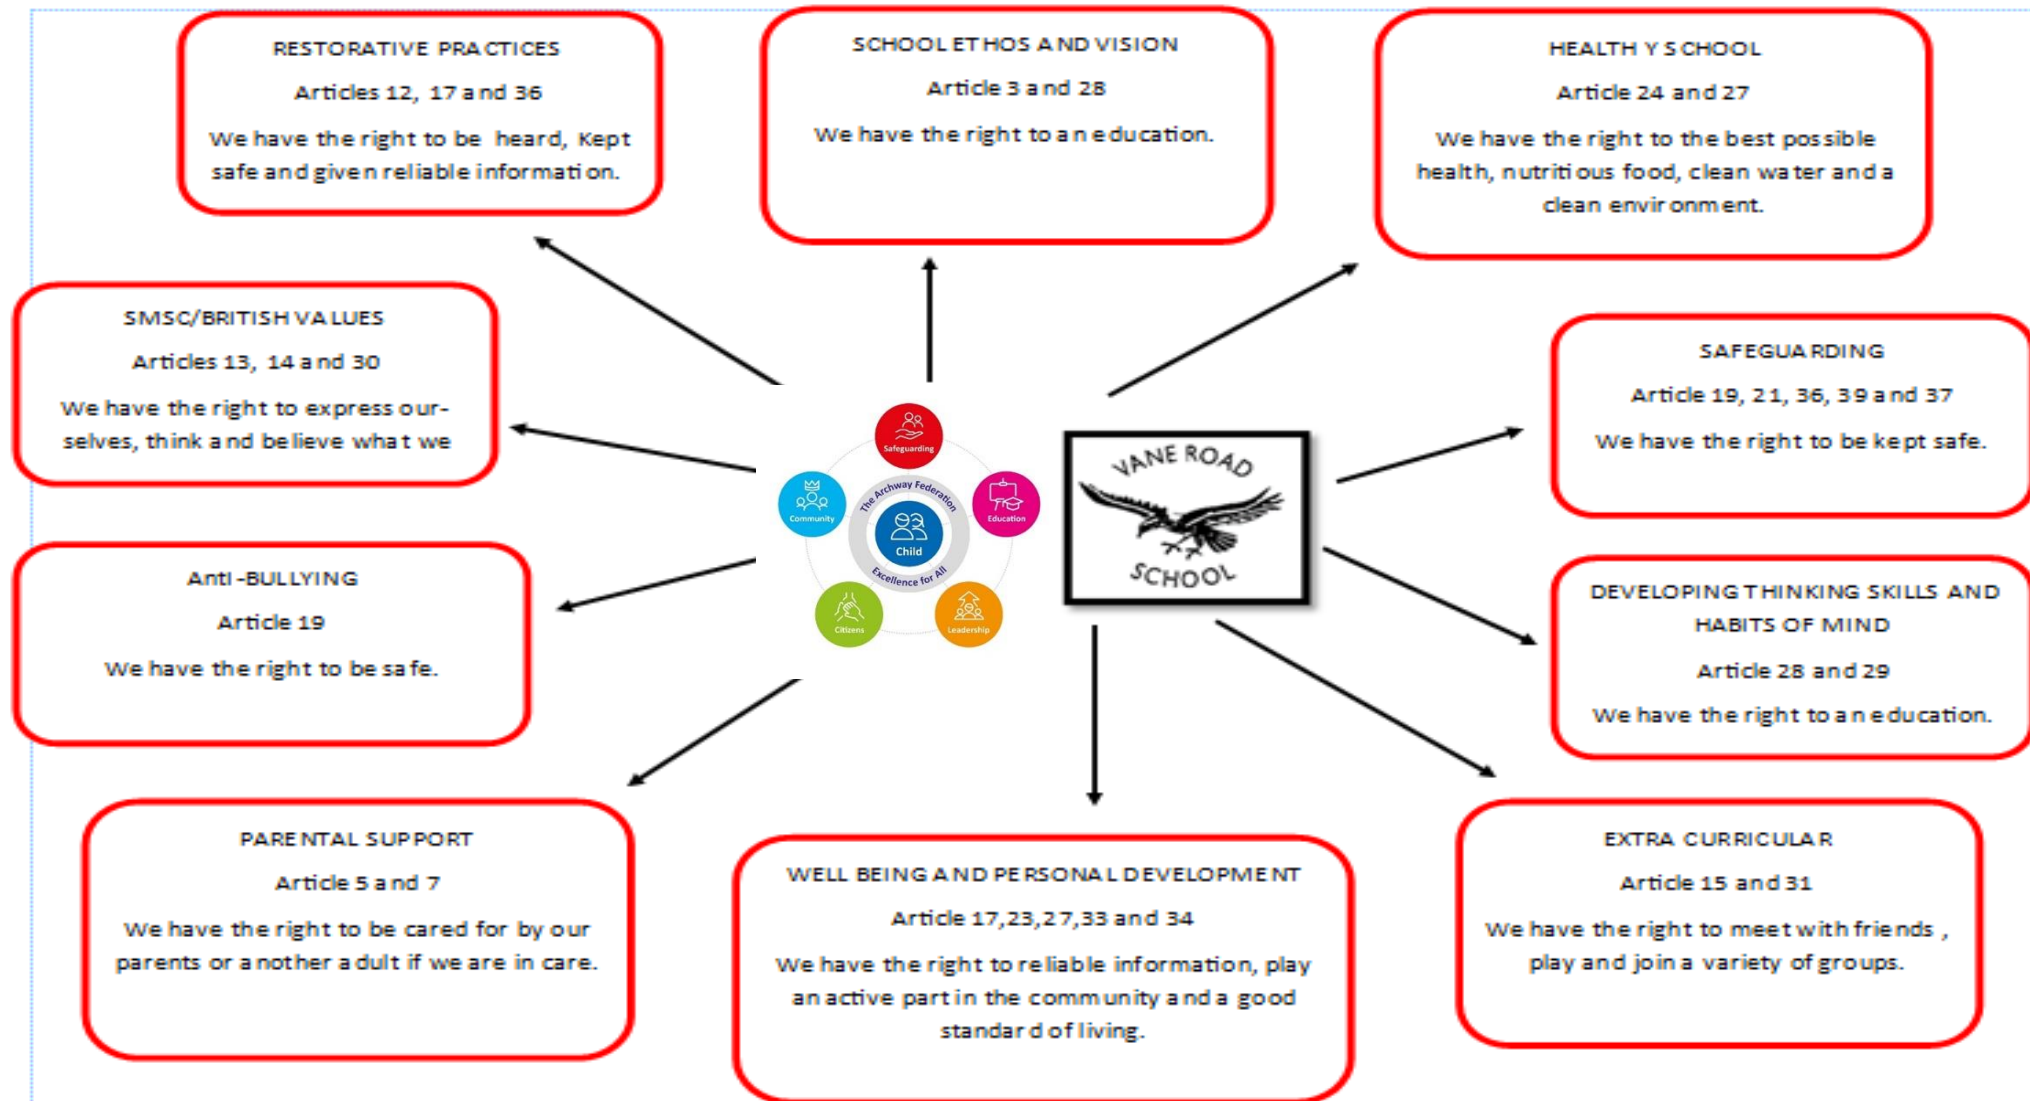 RESTORATIVE PRACTICES
Articles 12, 17 and 36
We have the right to be heard, Kept
safe and given reliable information.
SCHOOL ETHOS AND VISION
Article 3 and 28
We have the right to an education.
HEALTHY SCHOOL
Article 24 and 27
We have the right to the best possible
health, nutritious food, clean water and a
clean environment.
SMSC/BRITISH VALUES
Articles 13, 14 and 30
We have the right to express our-
selves, think and believe what we
SAFEGUARDING
Article 19, 21, 36, 39 and 37
We have the right to be kept safe.
Safeguarding
Community
The Archway Federation
Education
Child
Excellence for All
Citizens
Leadership
VANE ROAD
SCHOOL
AntI-BULLYING
Article 19
We have the right to be safe.
DEVELOPING THINKING SKILLS AND
HABITS OF MIND
Article 28 and 29
We have the right to an education.
PARENTAL SUPPORT
Article 5 and 7
We have the right to be cared for by our
parents or another adult if we are in care.
WELL BEING AND PERSONAL DEVELOPMENT
Article 17,23,27,33 and 34
We have the right to reliable information, play
an active part in the community and a good
standard of living.
EXTRA CURRICULAR
Article 15 and 31
We have the right to meet with friends ,
play and join a variety of groups.